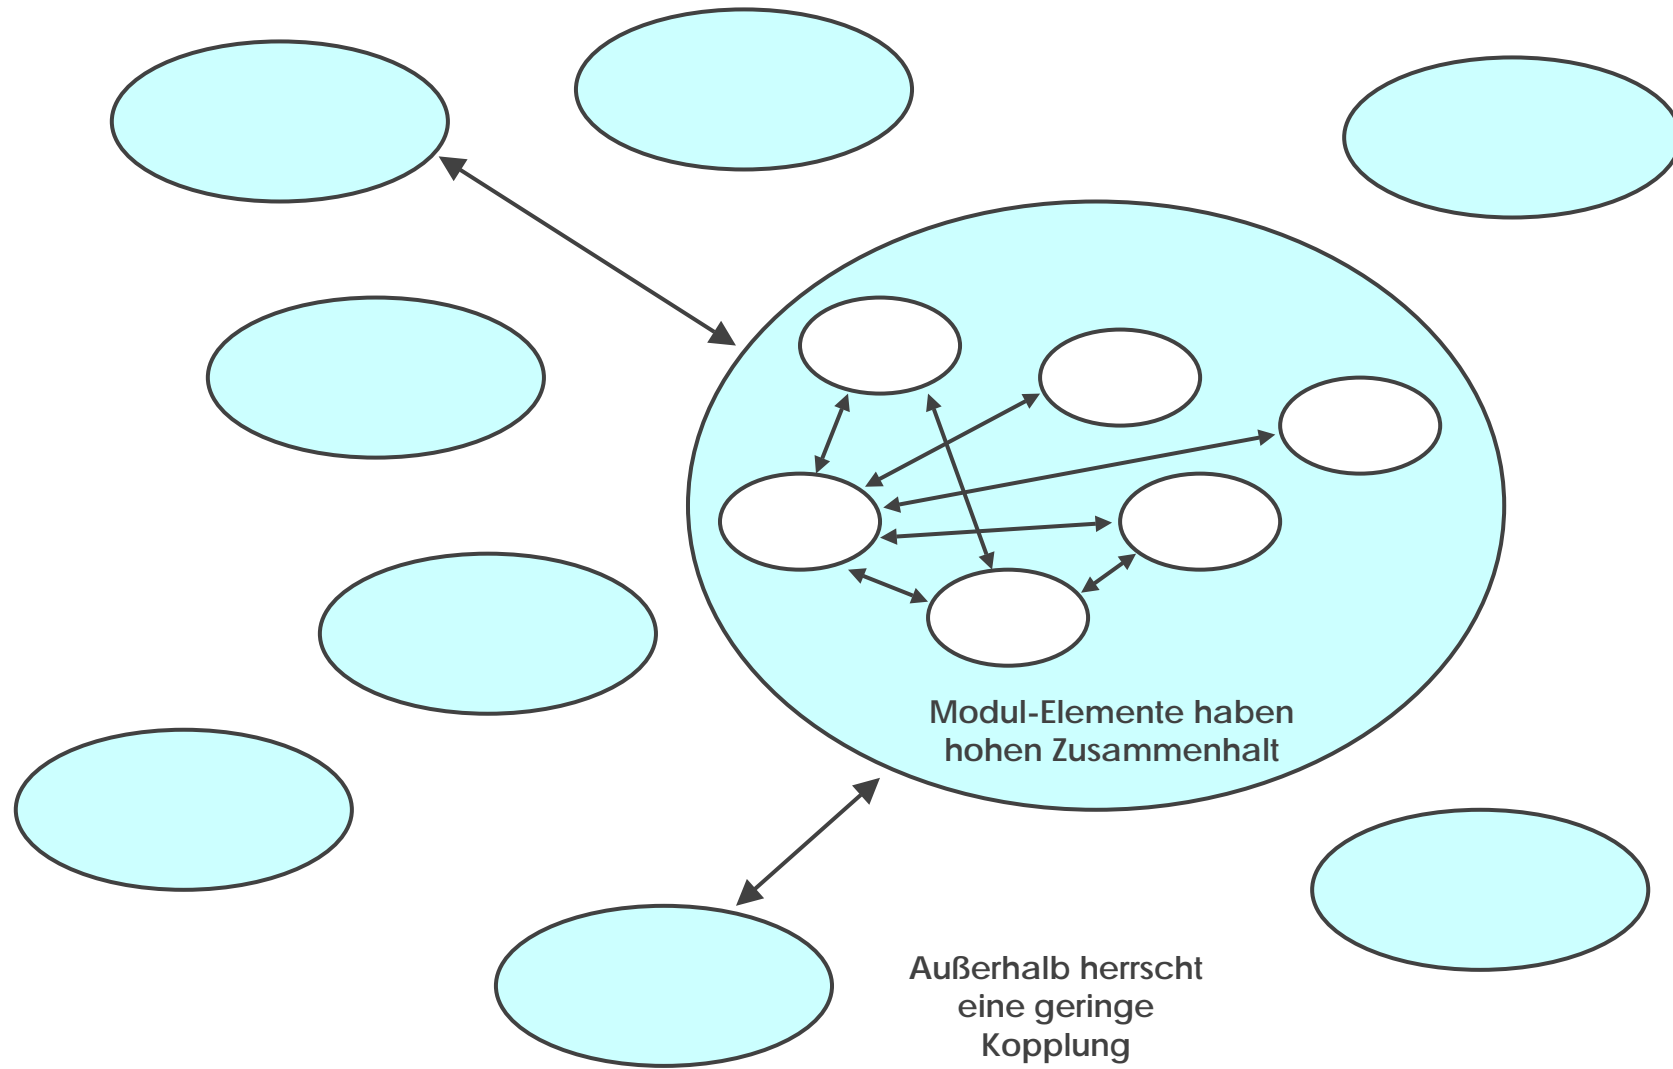 Modul-Elemente haben
hohen Zusammenhalt
Außerhalb herrscht
eine geringe
Kopplung